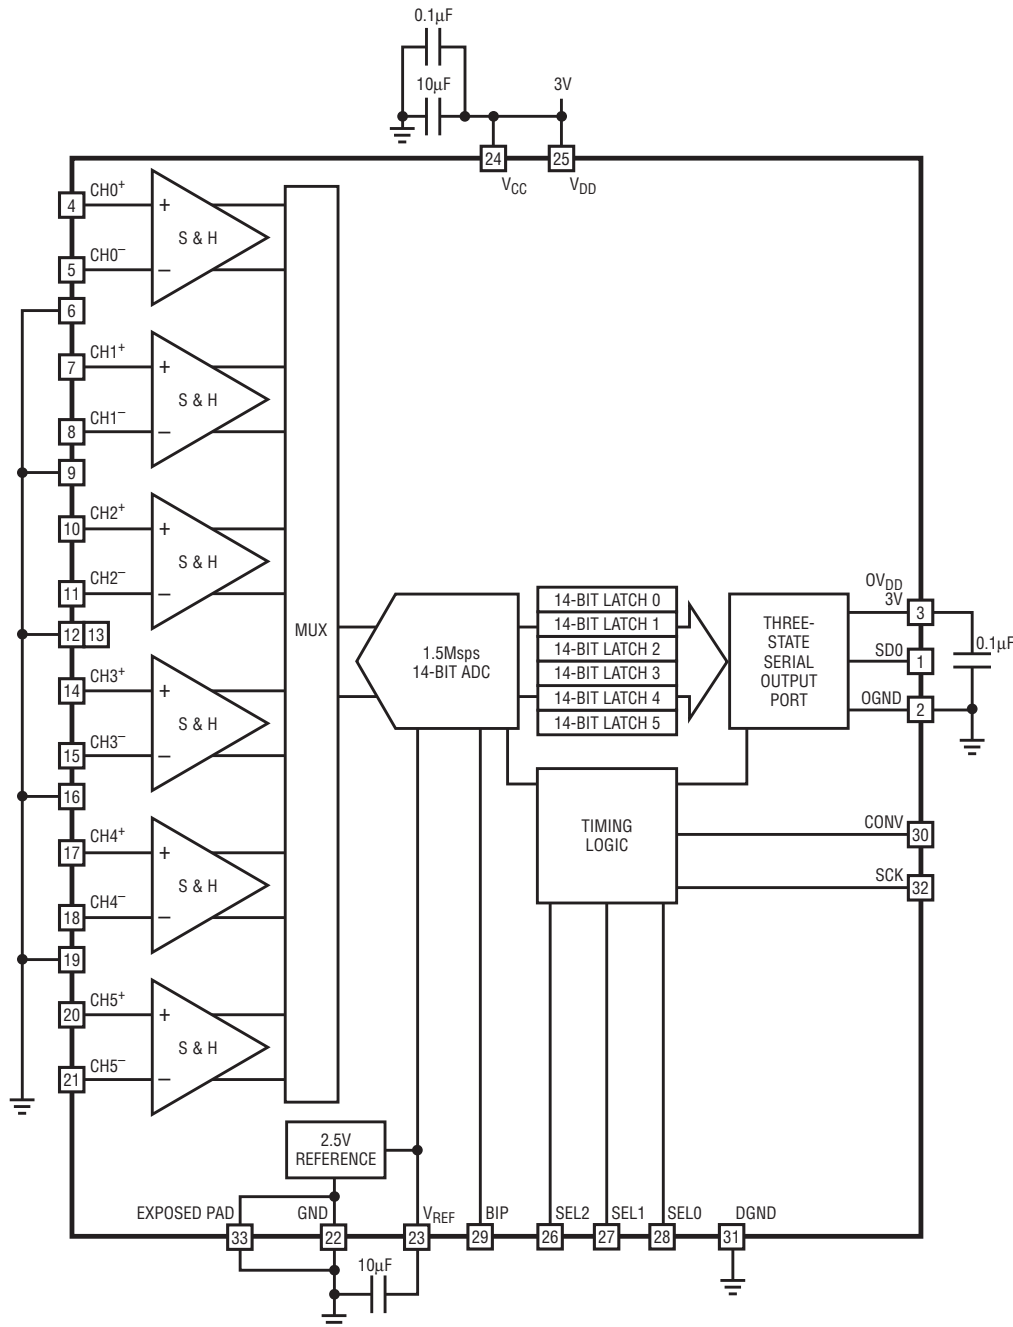 0.1µF
10µF
3V
24
25
VCC
VDD
4
CH0+
+
S & H
5
CH0–
–
6
7
CH1+
+
S & H
8
CH1–
–
9
10
CH2+
+
S & H
11
CH2–
–
12
13
14
CH3+
+
S & H
15
CH3–
–
16
17
CH4+
+
S & H
18
CH4–
–
19
20
CH5+
+
S & H
21
CH5–
–
MUX
1.5Msps
14-BIT ADC
14-BIT LATCH 0
14-BIT LATCH 1
14-BIT LATCH 2
14-BIT LATCH 3
14-BIT LATCH 4
14-BIT LATCH 5
THREE-
STATE
SERIAL
OUTPUT
PORT
OVDD
3V
3
0.1µF
SD0
1
OGND
2
TIMING
LOGIC
CONV
30
SCK
32
2.5V
REFERENCE
EXPOSED PAD
GND
VREF
BIP
SEL2
SEL1
SEL0
DGND
33
22
23
29
26
27
28
31
10µF